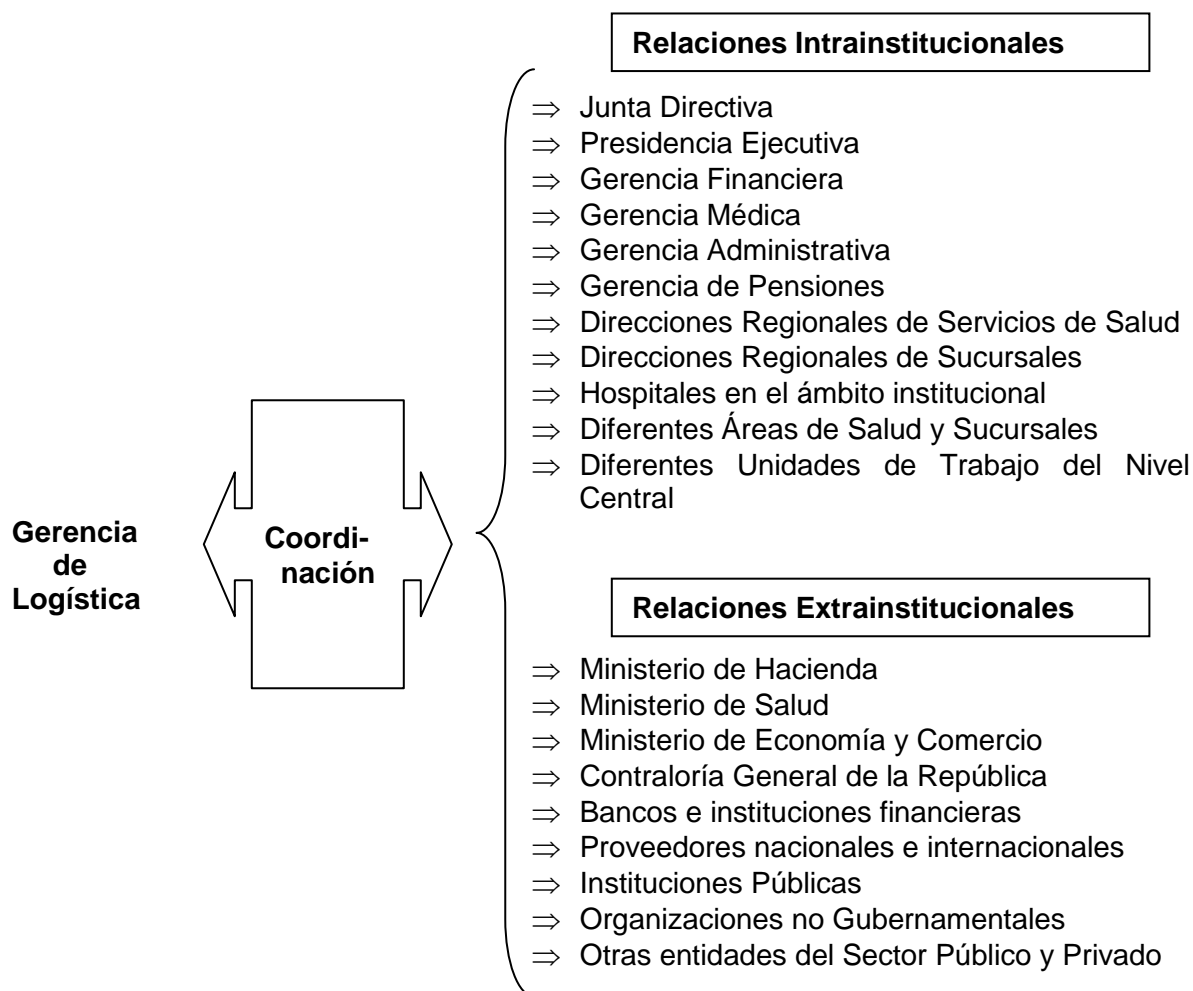 Relaciones Intrainstitucionales
⇒ Junta Directiva
⇒ Presidencia Ejecutiva
⇒ Gerencia Financiera
⇒ Gerencia Médica
⇒ Gerencia Administrativa
⇒ Gerencia de Pensiones
⇒ Direcciones Regionales de Servicios de Salud
⇒ Direcciones Regionales de Sucursales
⇒ Hospitales en el ámbito institucional
⇒ Diferentes Áreas de Salud y Sucursales
⇒ Diferentes Unidades de Trabajo del Nivel
Central
Gerencia
de
Logística
Coordi-
nación
Relaciones Extrainstitucionales
⇒ Ministerio de Hacienda
⇒ Ministerio de Salud
⇒ Ministerio de Economía y Comercio
⇒ Contraloría General de la República
⇒ Bancos e instituciones financieras
⇒ Proveedores nacionales e internacionales
⇒ Instituciones Públicas
⇒ Organizaciones no Gubernamentales
⇒ Otras entidades del Sector Público y Privado